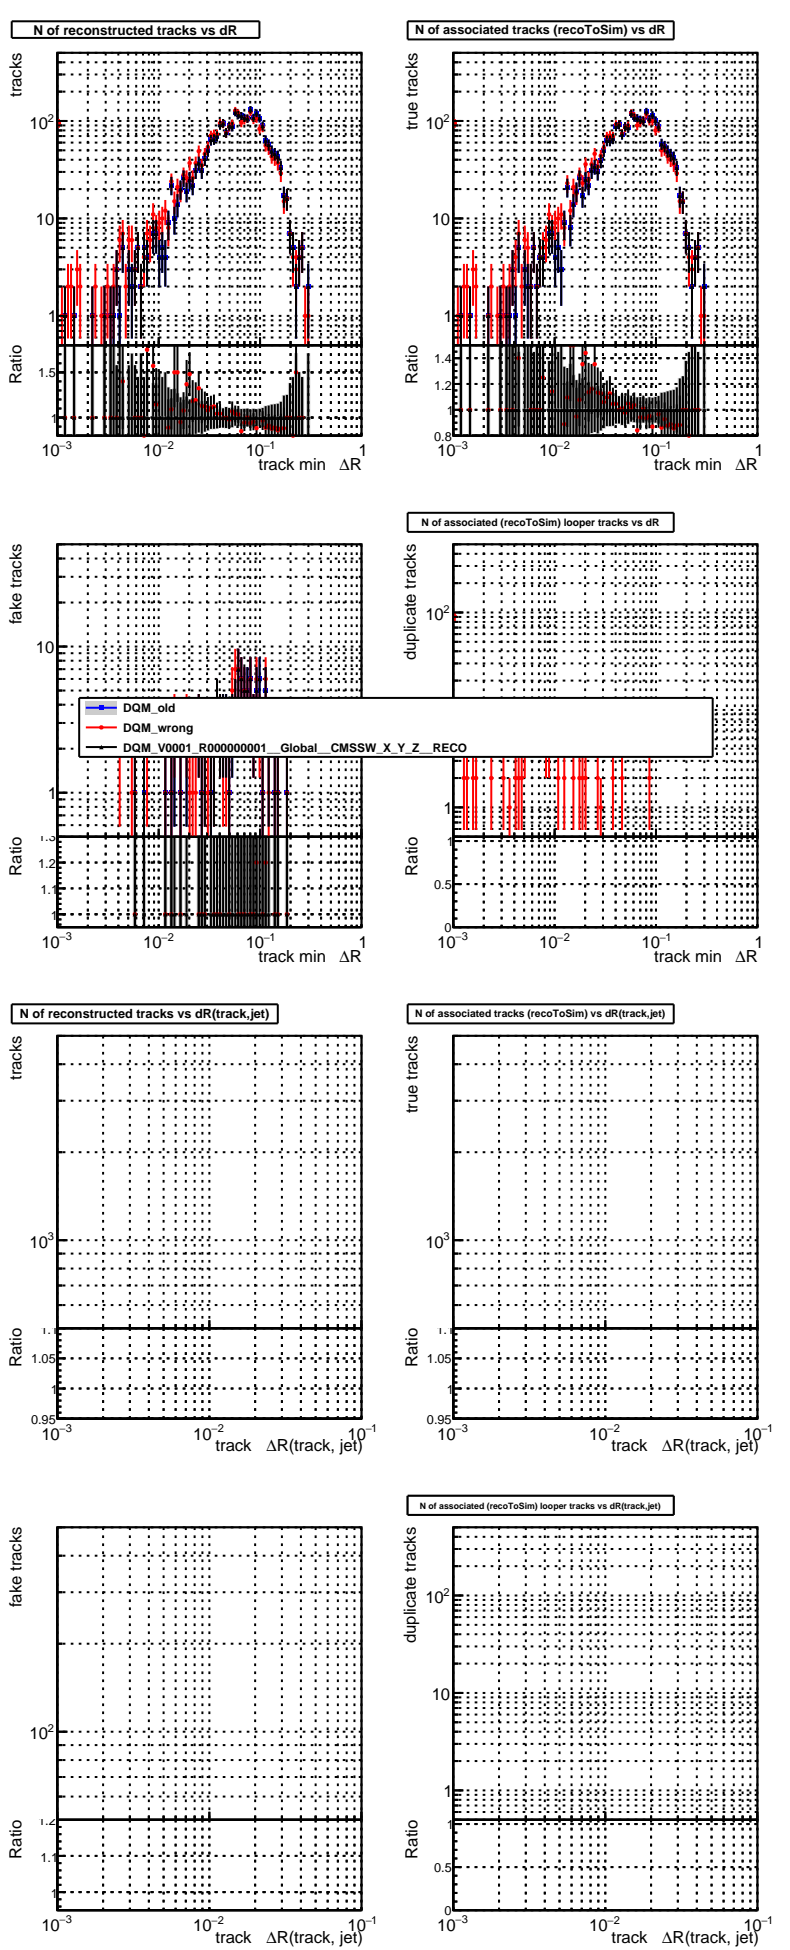 N of reconstructed tracks vs dR
tracks
10²
10
1
Ratio
1.5
1
10⁻³ 10⁻² 10⁻¹ 1
track min ΔR
N of associated tracks (recoToSim) vs dR
true tracks
10²
10
1
Ratio
1.4
1.2
1
0.8
10⁻³ 10⁻² 10⁻¹ 1
track min ΔR
fake tracks
10
1
Ratio
1.3
1.2
1.1
1
10⁻³ 10⁻² 10⁻¹ 1
track min ΔR
N of associated (recoToSim) looper tracks vs dR
duplicate tracks
10²
1
Ratio
1
0.5
0
10⁻³ 10⁻² 10⁻¹ 1
track min ΔR
DQM_old
DQM_wrong
DQM_V0001_R000000001__Global__CMSSW_X_Y_Z__RECO
N of reconstructed tracks vs dR(track,jet)
tracks
10³
Ratio
1.1
1.05
1
0.95
10⁻³ 10⁻² 10⁻¹
track ΔR(track, jet)
N of associated tracks (recoToSim) vs dR(track,jet)
true tracks
10³
Ratio
1.1
1.05
1
0.95
10⁻³ 10⁻² 10⁻¹
track ΔR(track, jet)
fake tracks
10²
Ratio
1.2
1.1
1
10⁻³ 10⁻² 10⁻¹
track ΔR(track, jet)
N of associated (recoToSim) looper tracks vs dR(track,jet)
duplicate tracks
10²
10
1
Ratio
1
0.5
0
10⁻³ 10⁻² 10⁻¹
track ΔR(track, jet)